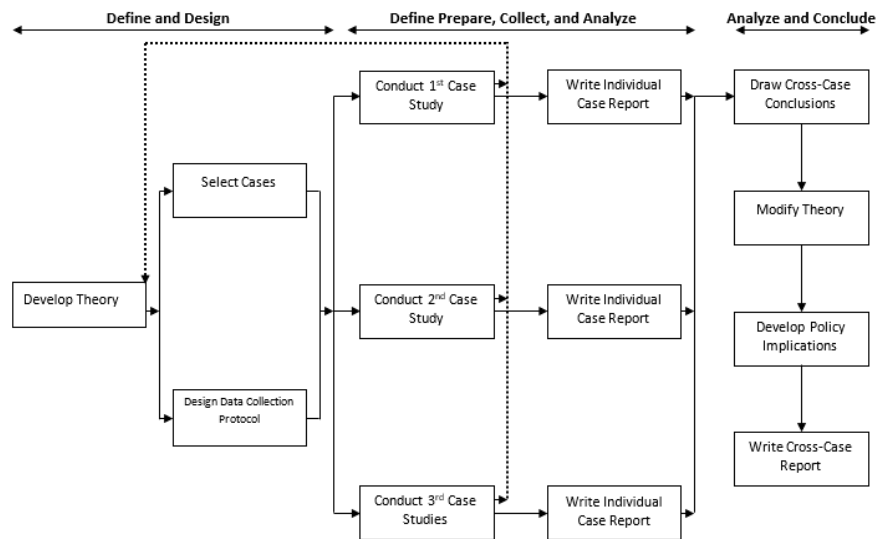 Define and Design
Define Prepare, Collect, and Analyze
Analyze and Conclude
Develop Theory
Select Cases
Design Data Collection
Protocol
Conduct 1st Case
Study
Write Individual
Case Report
Conduct 2nd Case
Study
Write Individual
Case Report
Conduct 3rd Case
Studies
Write Individual
Case Report
Draw Cross-Case
Conclusions
Modify Theory
Develop Policy
Implications
Write Cross-Case
Report